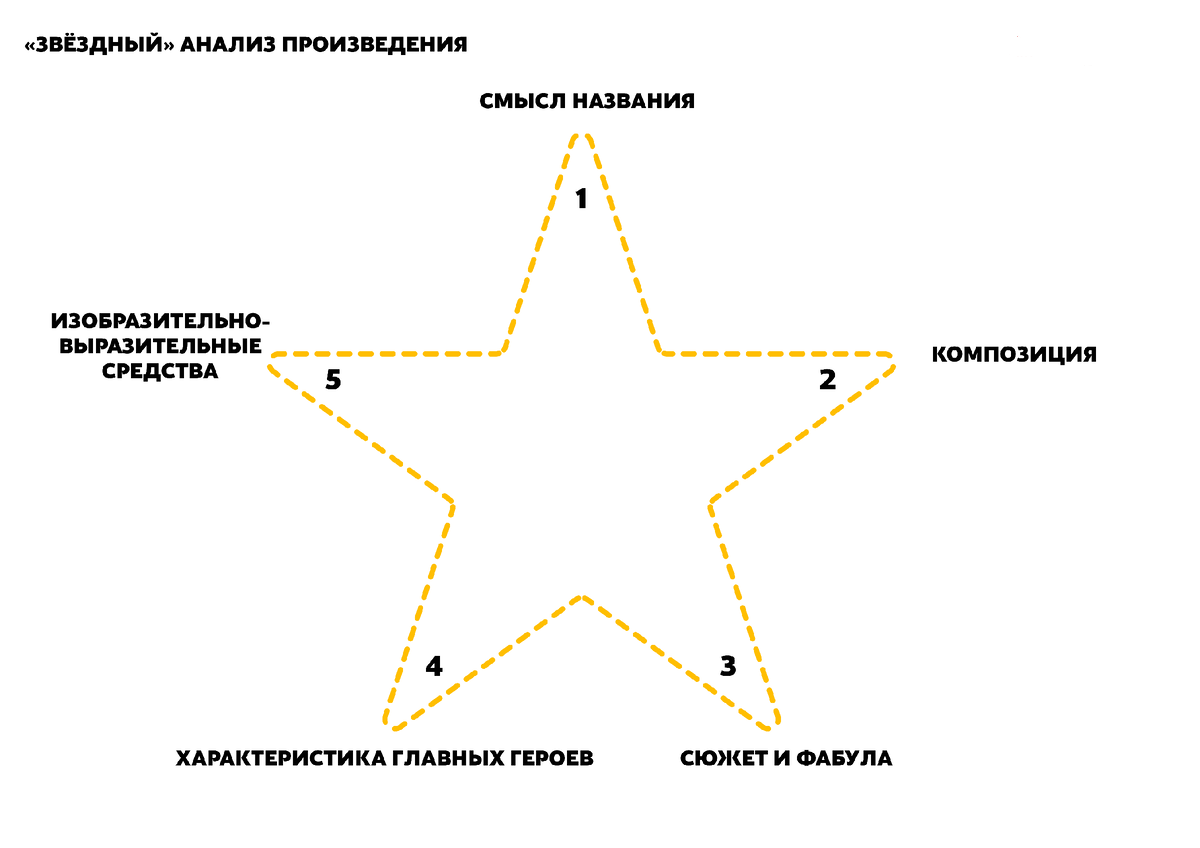 «ЗВЁЗДНЫЙ» АНАЛИЗ ПРОИЗВЕДЕНИЯ
СМЫСЛ НАЗВАНИЯ
1
ИЗОБРАЗИТЕЛЬНО-
ВЫРАЗИТЕЛЬНЫЕ
СРЕДСТВА
5
2
КОМПОЗИЦИЯ
4
3
ХАРАКТЕРИСТИКА ГЛАВНЫХ ГЕРОЕВ
СЮЖЕТ И ФАБУЛА